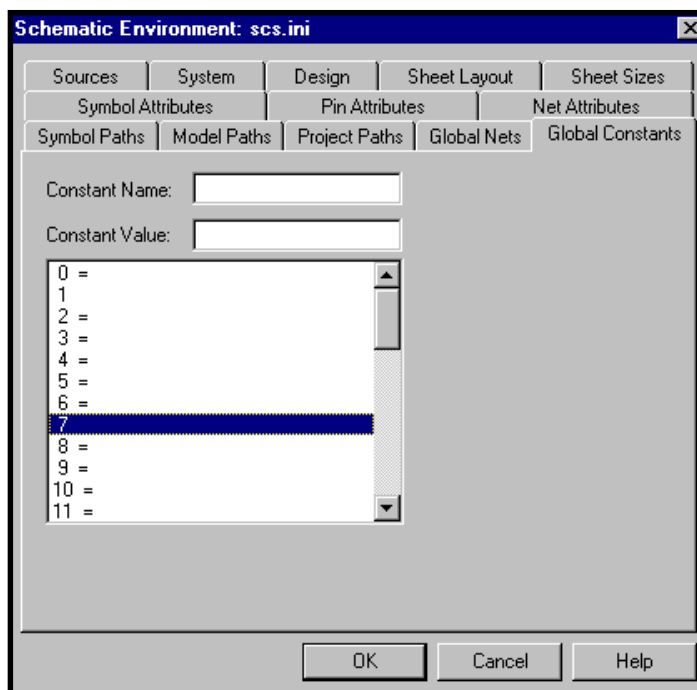 Schematic Environment: scs.ini
Sources System Design Sheet Layout Sheet Sizes
Symbol Attributes Pin Attributes Net Attributes
Symbol Paths Model Paths Project Paths Global Nets Global Constants
Constant Name:
Constant Value:
0 =
1
2 =
3 =
4 =
5 =
6 =
7
8 =
9 =
10 =
11 =
OK Cancel Help